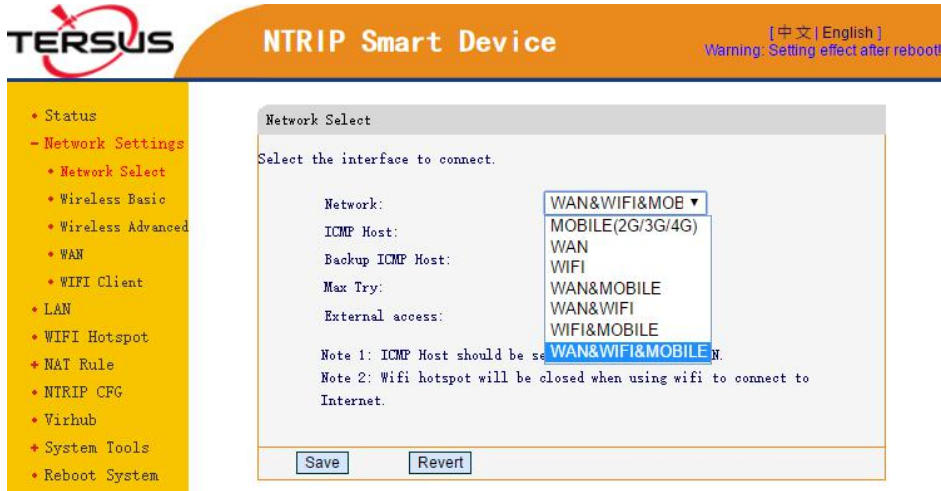 TERSUS
NTRIP Smart Device
[ 中 文 | English ]
Warning: Setting effect after reboot!
Status
Network Settings
Network Select
Wireless Basic
Wireless Advanced
WAN
WIFI Client
LAN
WIFI Hotspot
NAT Rule
NTRIP CFG
Virhub
System Tools
Reboot System
Network Select
Select the interface to connect.
Network: WAN&WIFI&MOB
ICMP Host:
Backup ICMP Host:
Max Try:
External access:
MOBILE(2G/3G/4G)
WAN
WIFI
WAN&MOBILE
WAN&WIFI
WIFI&MOBILE
WAN&WIFI&MOBILE
Note 1: ICMP Host should be se N.
Note 2: Wifi hotspot will be closed when using wifi to connect to
Internet.
Save Revert